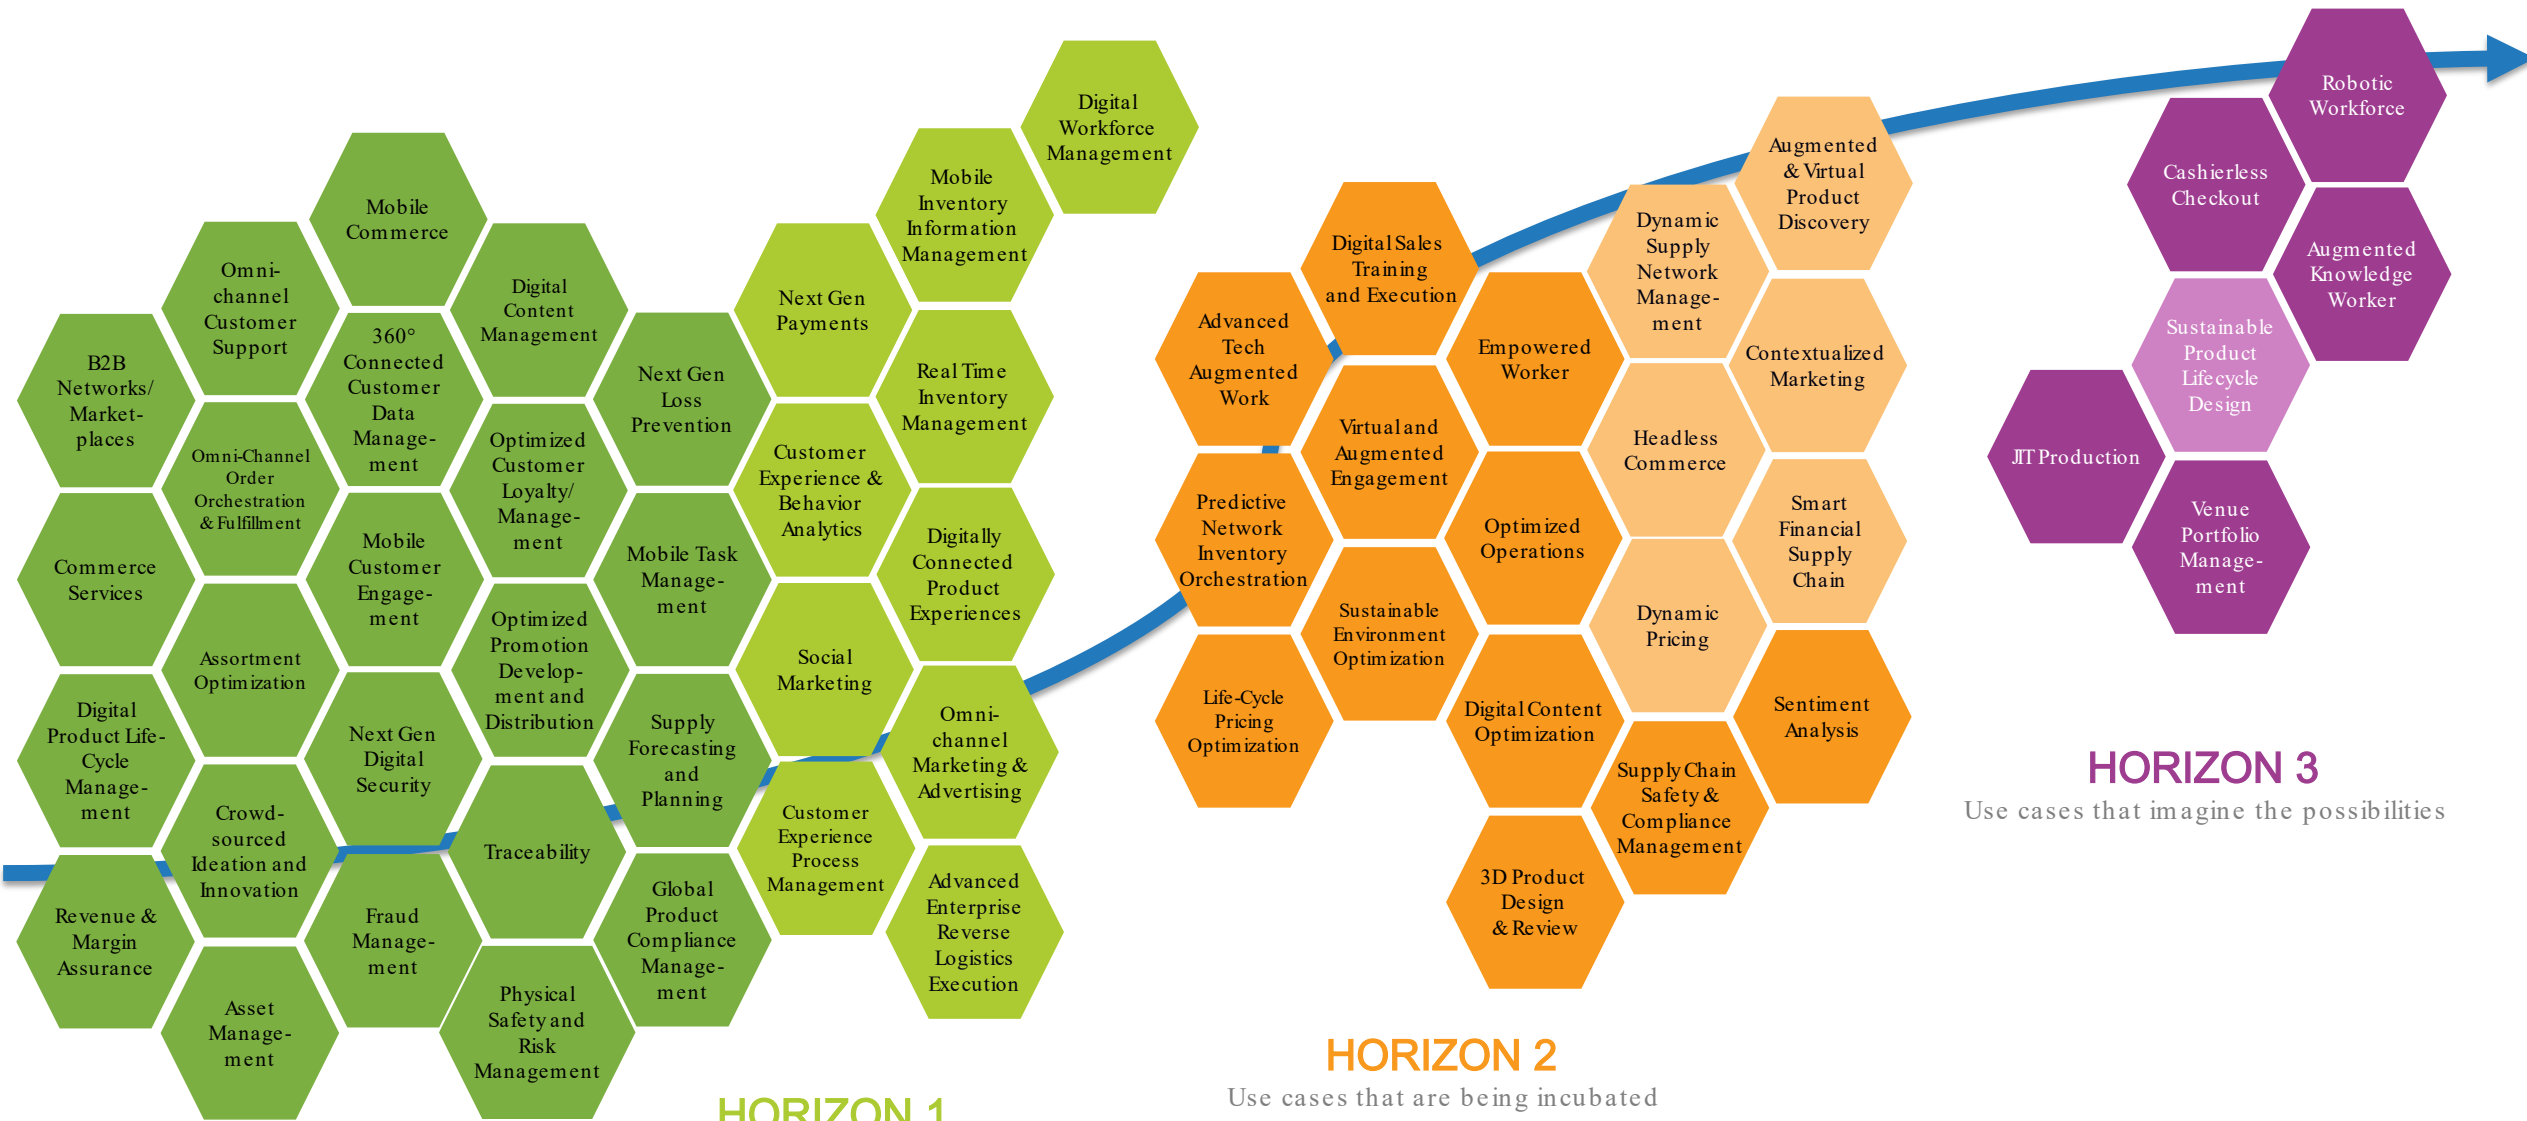 Digital
Workforce
Management
Mobile
Inventory
Information
Management
Mobile
Commerce
Omni-
channel
Customer
Support
Digital
Content
Management
Next Gen
Payments
B2B
Networks/
Market-
places
360°
Connected
Customer
Data
Manage-
ment
Next Gen
Loss
Prevention
Real Time
Inventory
Management
Omni-Channel
Order
Orchestration
& Fulfillment
Optimized
Customer
Loyalty/
Manage-
ment
Customer
Experience &
Behavior
Analytics
Commerce
Services
Mobile
Customer
Engage-
ment
Mobile Task
Manage-
ment
Digitally
Connected
Product
Experiences
Assortment
Optimization
Optimized
Promotion
Develop-
ment and
Distribution
Social
Marketing
Digital
Product Life-
Cycle
Manage-
ment
Next Gen
Digital
Security
Supply
Forecasting
and
Planning
Omni-
channel
Marketing &
Advertising
Crowd-
sourced
Ideation and
Innovation
Traceability
Customer
Experience
Process
Management
Revenue &
Margin
Assurance
Fraud
Manage-
ment
Global
Product
Compliance
Manage-
ment
Advanced
Enterprise
Reverse
Logistics
Execution
Asset
Manage-
ment
Physical
Safety and
Risk
Management
HORIZON 1
Augmented
& Virtual
Product
Discovery
Digital Sales
Training
and Execution
Dynamic
Supply
Network
Manage-
ment
Advanced
Tech
Augmented
Work
Empowered
Worker
Contextualized
Marketing
Virtual and
Augmented
Engagement
Headless
Commerce
Predictive
Network
Inventory
Orchestration
Optimized
Operations
Smart
Financial
Supply
Chain
Sustainable
Environment
Optimization
Dynamic
Pricing
Life-Cycle
Pricing
Optimization
Digital Content
Optimization
Sentiment
Analysis
Supply Chain
Safety &
Compliance
Management
3D Product
Design
& Review
HORIZON 2
Use cases that are being incubated
Robotic
Workforce
Cashierless
Checkout
Augmented
Knowledge
Worker
Sustainable
Product
Lifecycle
Design
JIT Production
Venue
Portfolio
Manage-
ment
HORIZON 3
Use cases that imagine the possibilities